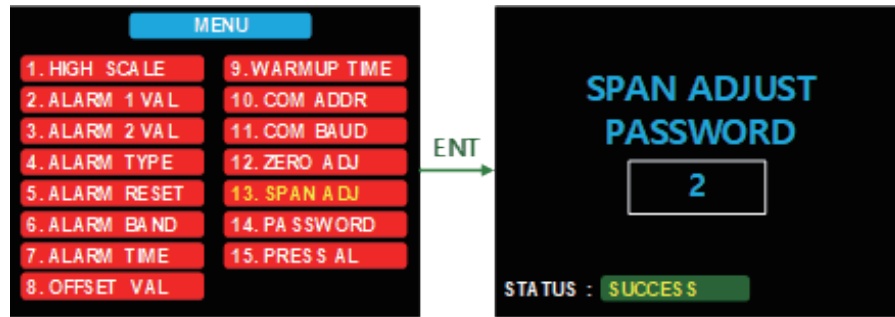 MENU
1. HIGH SCALE
2. ALARM 1 VAL
3. ALARM 2 VAL
4. ALARM TYPE
5. ALARM RESET
6. ALARM BAND
7. ALARM TIME
8. OFFSET VAL
9. WARMUP TIME
10. COM ADDR
11. COM BAUD
12. ZERO ADJ
13. SPAN ADJ
14. PASSWORD
15. PRESS AL
ENT
SPAN ADJUST
PASSWORD
2
STATUS : SUCCESS